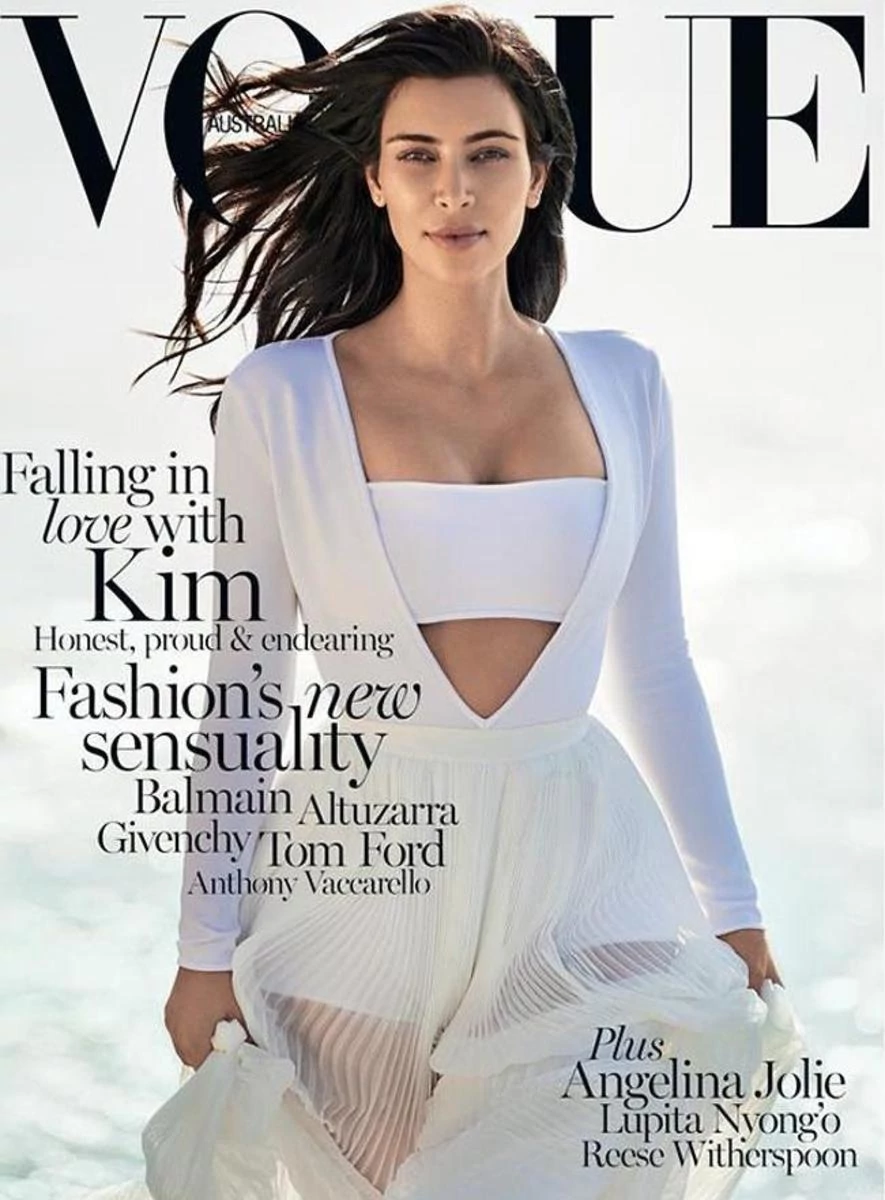 VOGUE
AUSTRALIA
Falling in
love with
Kim
Honest, proud & endearing
Fashion's new
sensuality
Balmain Altuzarra
Givenchy Tom Ford
Anthony Vaccarello
Plus
Angelina Jolie
Lupita Nyong'o
Reese Witherspoon